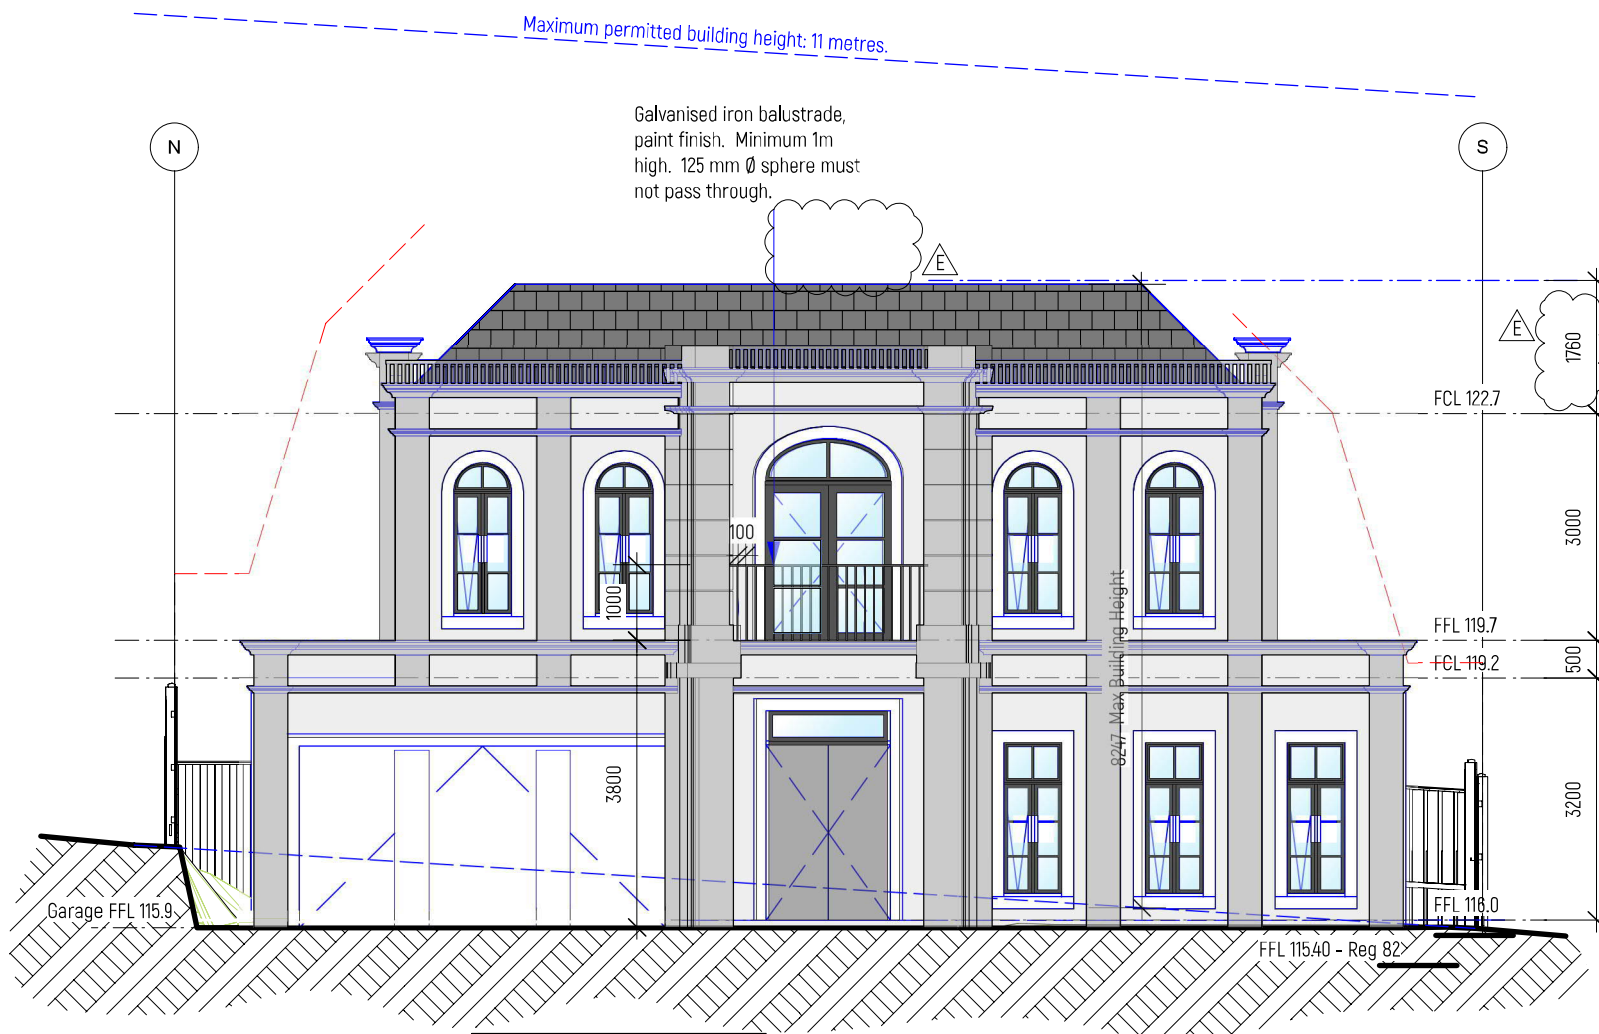 Maximum permitted building height: 11 metres.
Galvanised iron balustrade,
paint finish. Minimum 1m
high. 125 mm Ø sphere must
not pass through.
N
S
E
E
1760
FCL 122.7
3000
100
1000
8247 Max Building Height
FFL 119.7
500
FCL 119.2
3800
3200
Garage FFL 115.9
FFL 116.0
FFL 115.40 - Reg 82